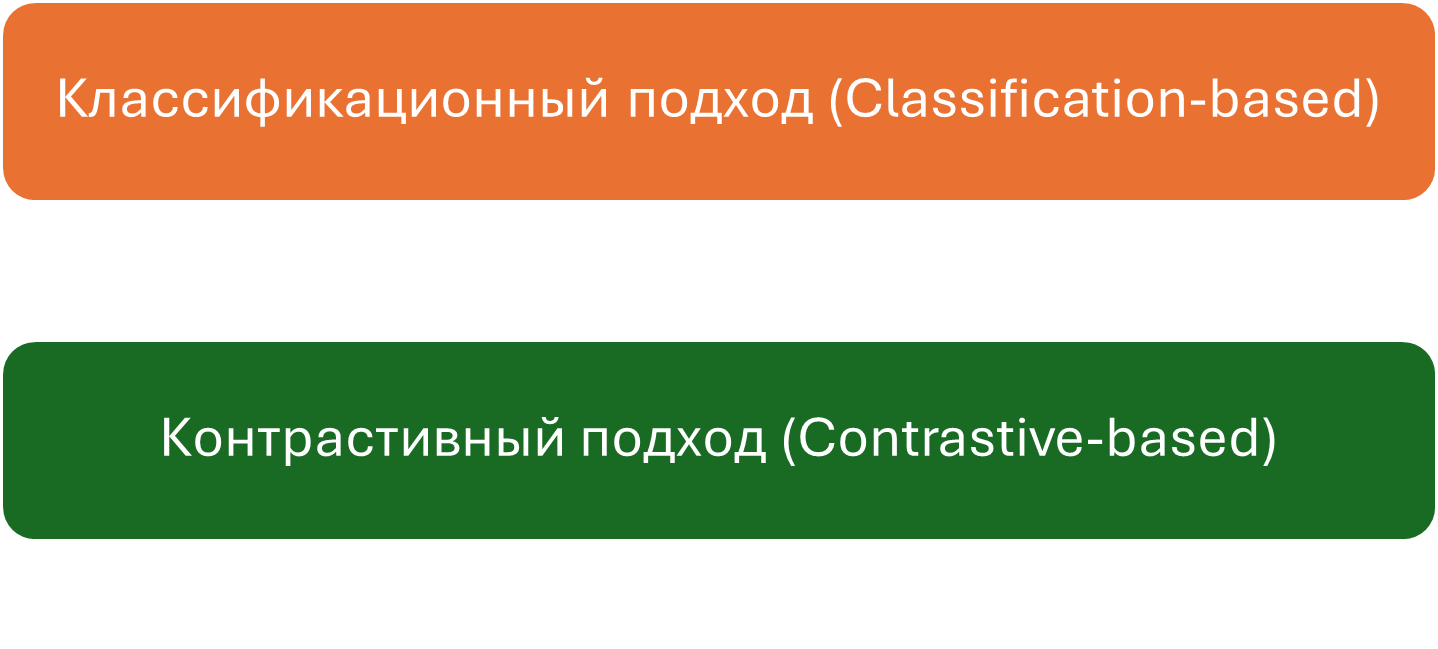 Классификационный подход (Classification-based)
Контрастивный подход (Contrastive-based)